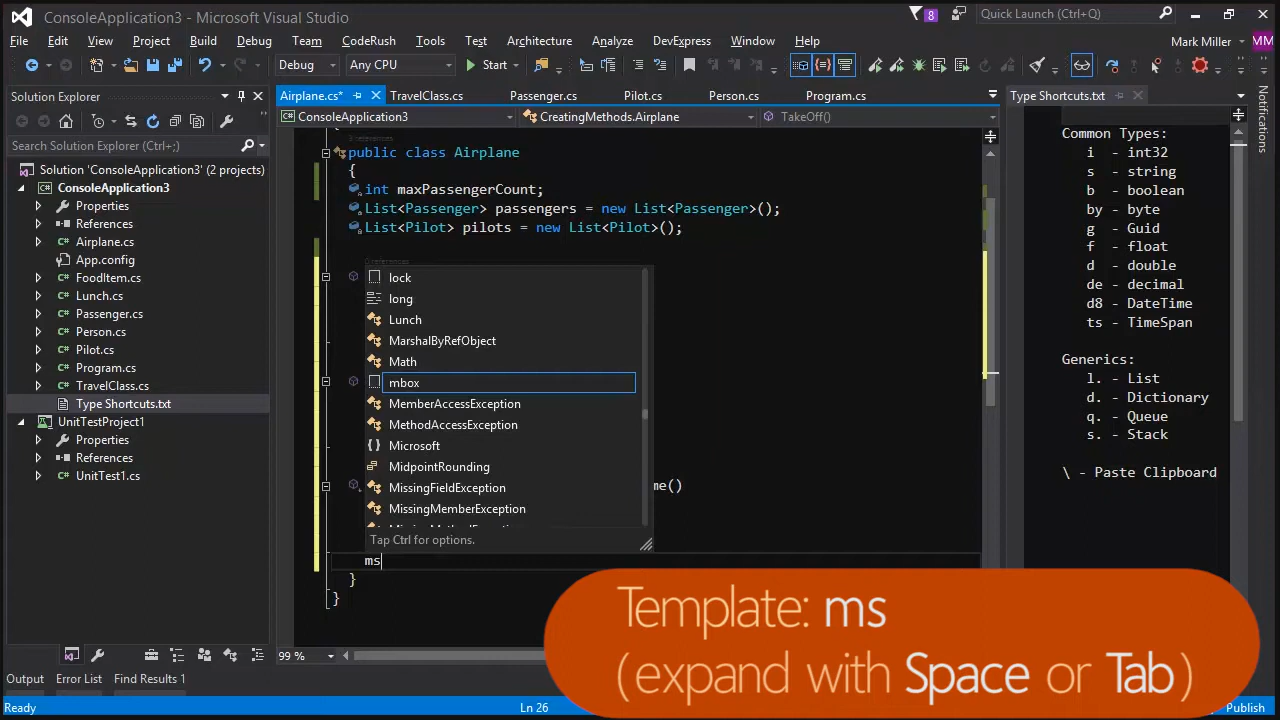 ConsoleApplication3 - Microsoft Visual Studio
8
Quick Launch (Ctrl+Q)
File Edit View Project Build Debug Team CodeRush Tools Test Architecture Analyze DevExpress Window Help
Mark Miller
MM
Debug
Any CPU
Start
Solution Explorer
Search Solution Explorer (Ctrl+;)
Solution 'ConsoleApplication3' (2 projects)
ConsoleApplication3
Properties
References
Airplane.cs
App.config
FoodItem.cs
Lunch.cs
Passenger.cs
Person.cs
Pilot.cs
Program.cs
TravelClass.cs
Type Shortcuts.txt
UnitTestProject1
Properties
References
UnitTest1.cs
Airplane.cs* TravelClass.cs Passenger.cs Pilot.cs Person.cs Program.cs
ConsoleApplication3 CreatingMethods.Airplane TakeOff()
public class Airplane
{
int maxPassengerCount;
List<Passenger> passengers = new List<Passenger>();
List<Pilot> pilots = new List<Pilot>();
0 references
lock
long
Lunch
MarshalByRefObject
Math
mbox
MemberAccessException
MethodAccessException
Microsoft
MidpointRounding
MissingFieldException
MissingMemberException
Tap Ctrl for options.
me()
ms
}
}
99 %
Type Shortcuts.txt
Common Types:
i - int32
s - string
b - boolean
by - byte
g - Guid
f - float
d - double
de - decimal
d8 - DateTime
ts - TimeSpan
Generics:
l. - List
d. - Dictionary
q. - Queue
s. - Stack
\ - Paste Clipboard
Notifications
Template: ms
(expand with Space or Tab)
Output Error List Find Results 1
Ready
Ln 26
Publish